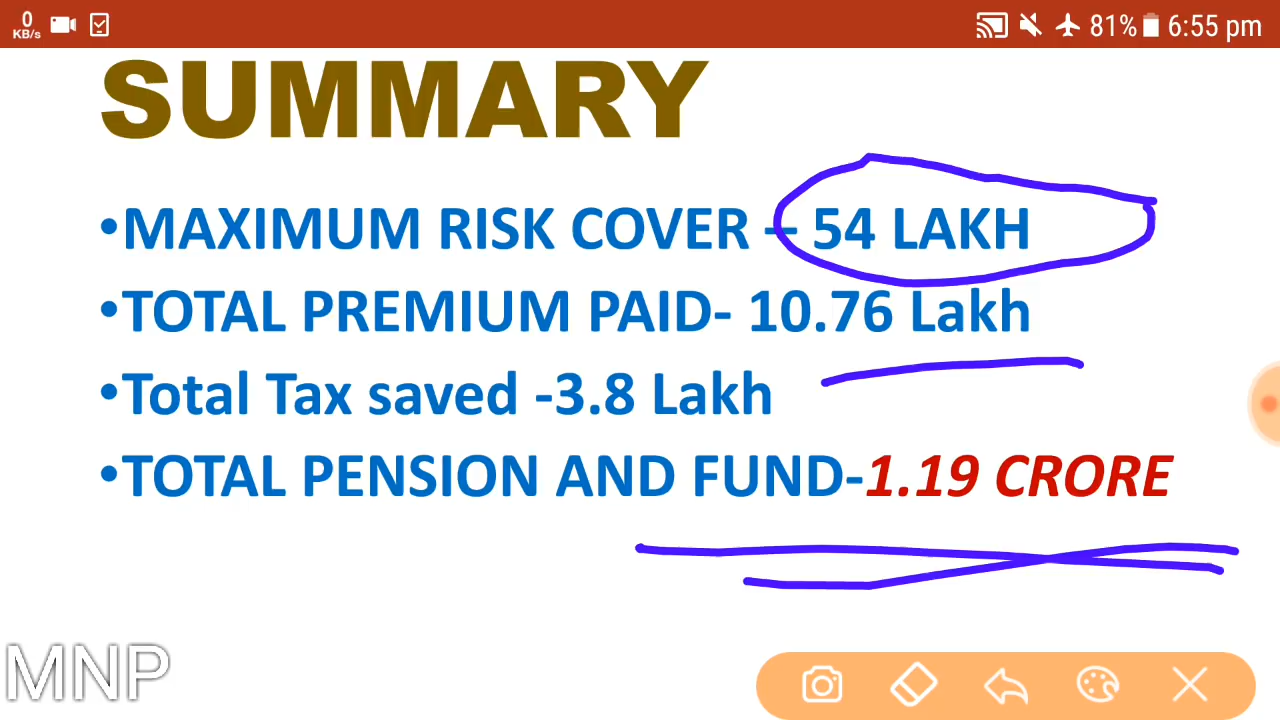 0
KB/s
81% 6:55 pm
SUMMARY
•MAXIMUM RISK COVER -- 54 LAKH
•TOTAL PREMIUM PAID- 10.76 Lakh
•Total Tax saved -3.8 Lakh
•TOTAL PENSION AND FUND-1.19 CRORE
MNP